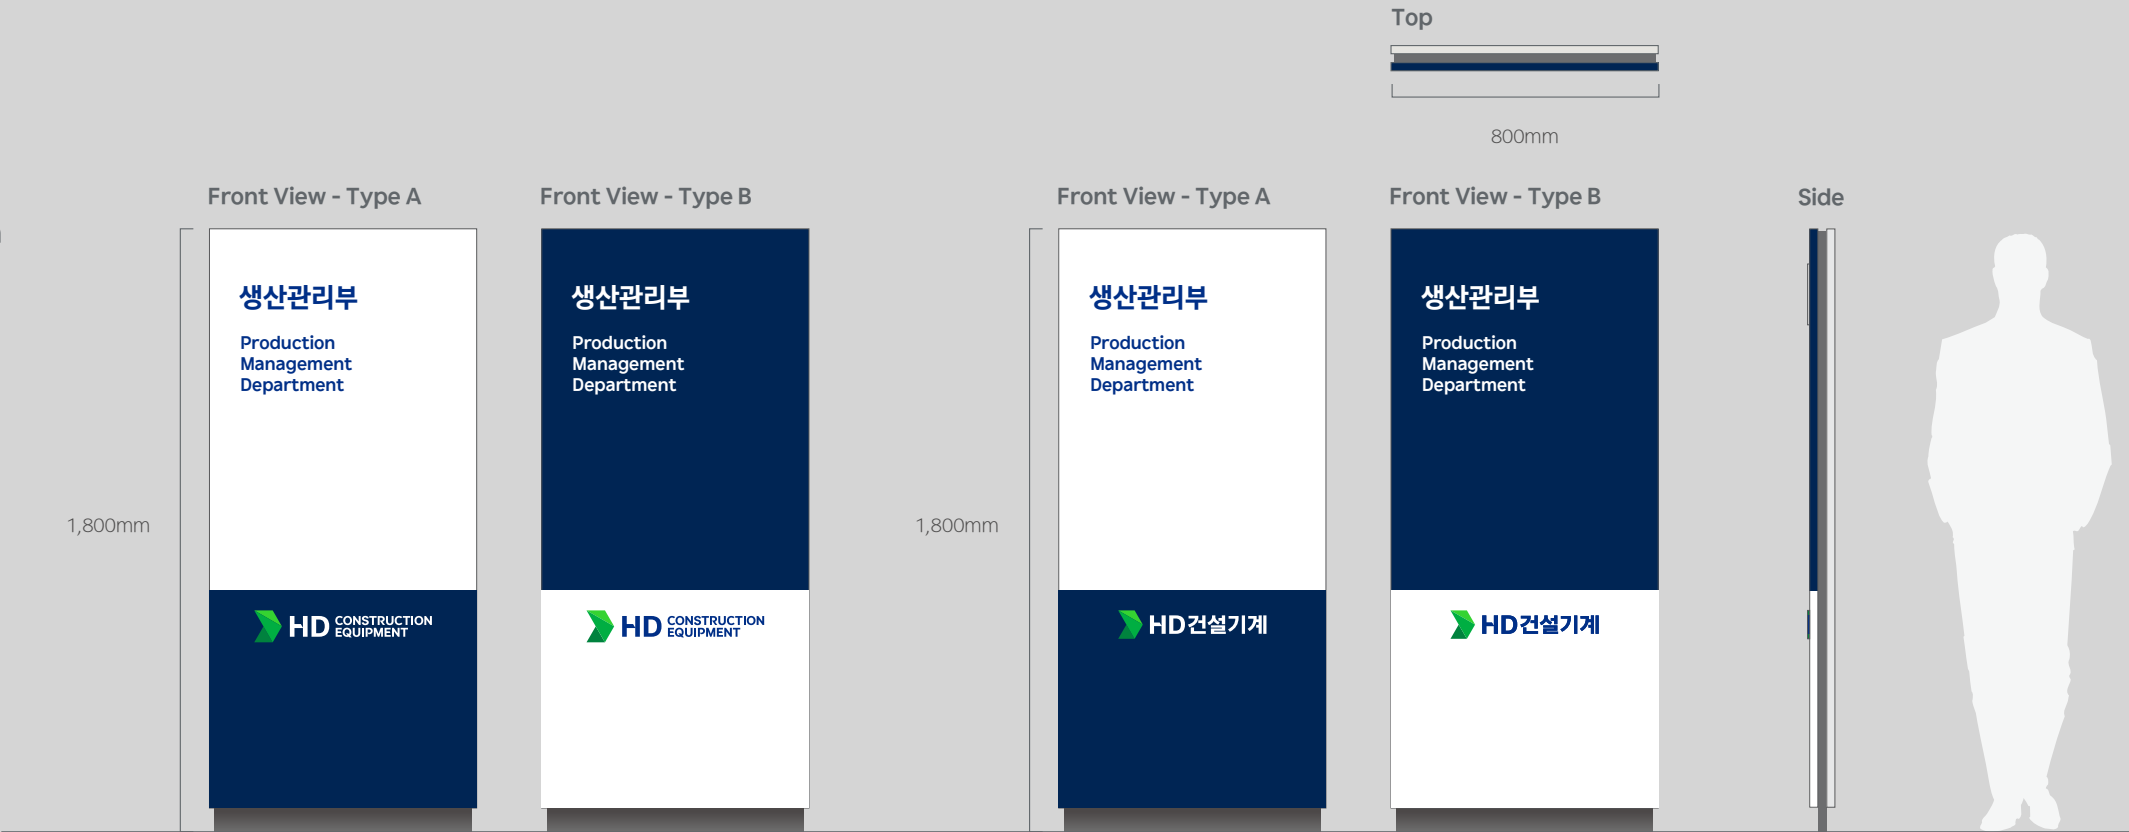 Top
800mm
Front View - Type A
Front View - Type B
Front View - Type A
Front View - Type B
Side
생산관리부
Production
Management
Department
생산관리부
Production
Management
Department
생산관리부
Production
Management
Department
생산관리부
Production
Management
Department
1,800mm
1,800mm
HD CONSTRUCTION
EQUIPMENT
HD CONSTRUCTION
EQUIPMENT
HD건설기계
HD건설기계